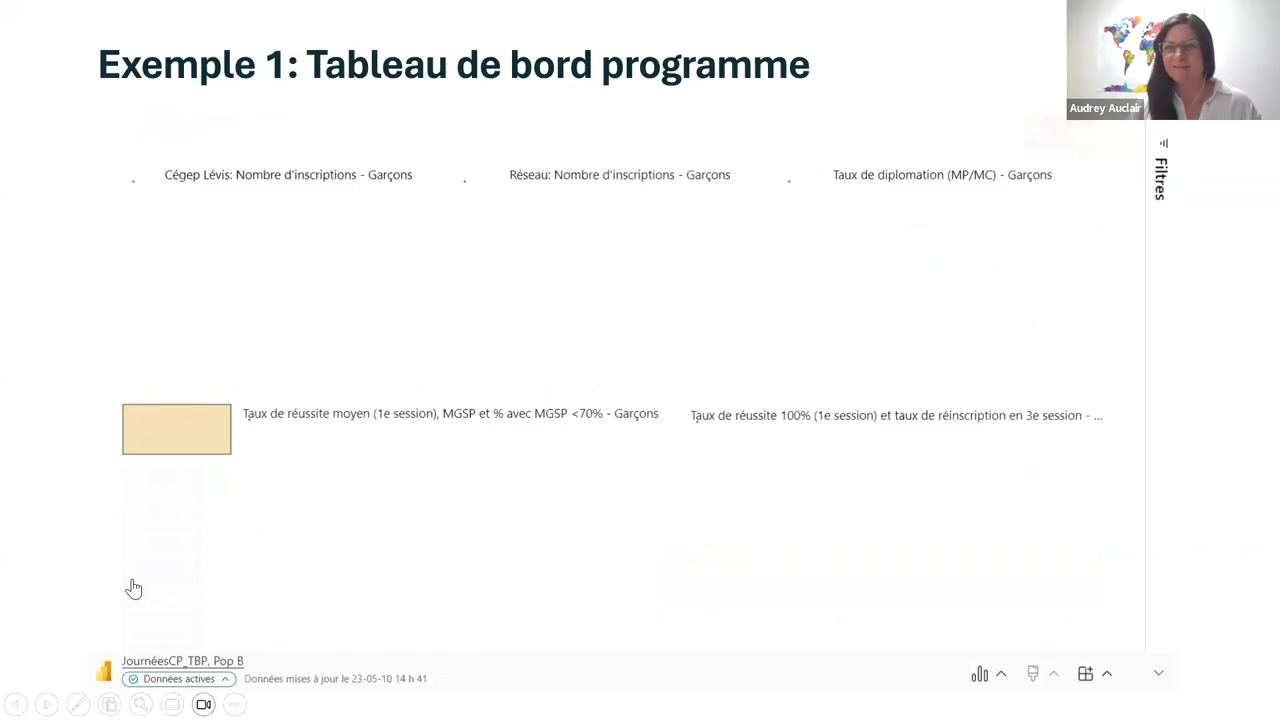 Exemple 1: Tableau de bord programme
Audrey Auclair
Filtres
Cégep Lévis: Nombre d'inscriptions - Garçons
Réseau: Nombre d'inscriptions - Garçons
Taux de diplomation (MP/MC) - Garçons
Taux de réussite moyen (1e session), MGSP et % avec MGSP <70% - Garçons
Taux de réussite 100% (1e session) et taux de réinscription en 3e session - ...
JournéesCP_TBP, Pop B
Données actives
Données mises à jour le 23-05-10 14 h 41